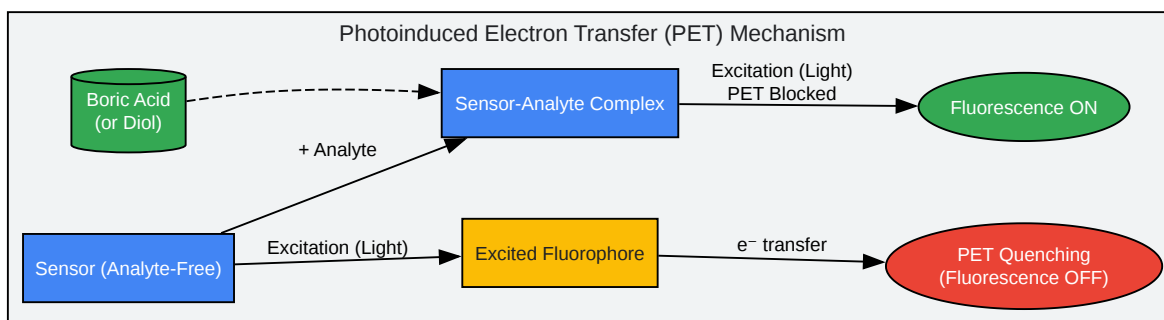 Photoinduced Electron Transfer (PET) Mechanism
Boric Acid
(or Diol)
Sensor-Analyte Complex
Excitation (Light)
PET Blocked
Fluorescence ON
+ Analyte
Sensor (Analyte-Free)
Excitation (Light)
Excited Fluorophore
e⁻ transfer
PET Quenching
(Fluorescence OFF)